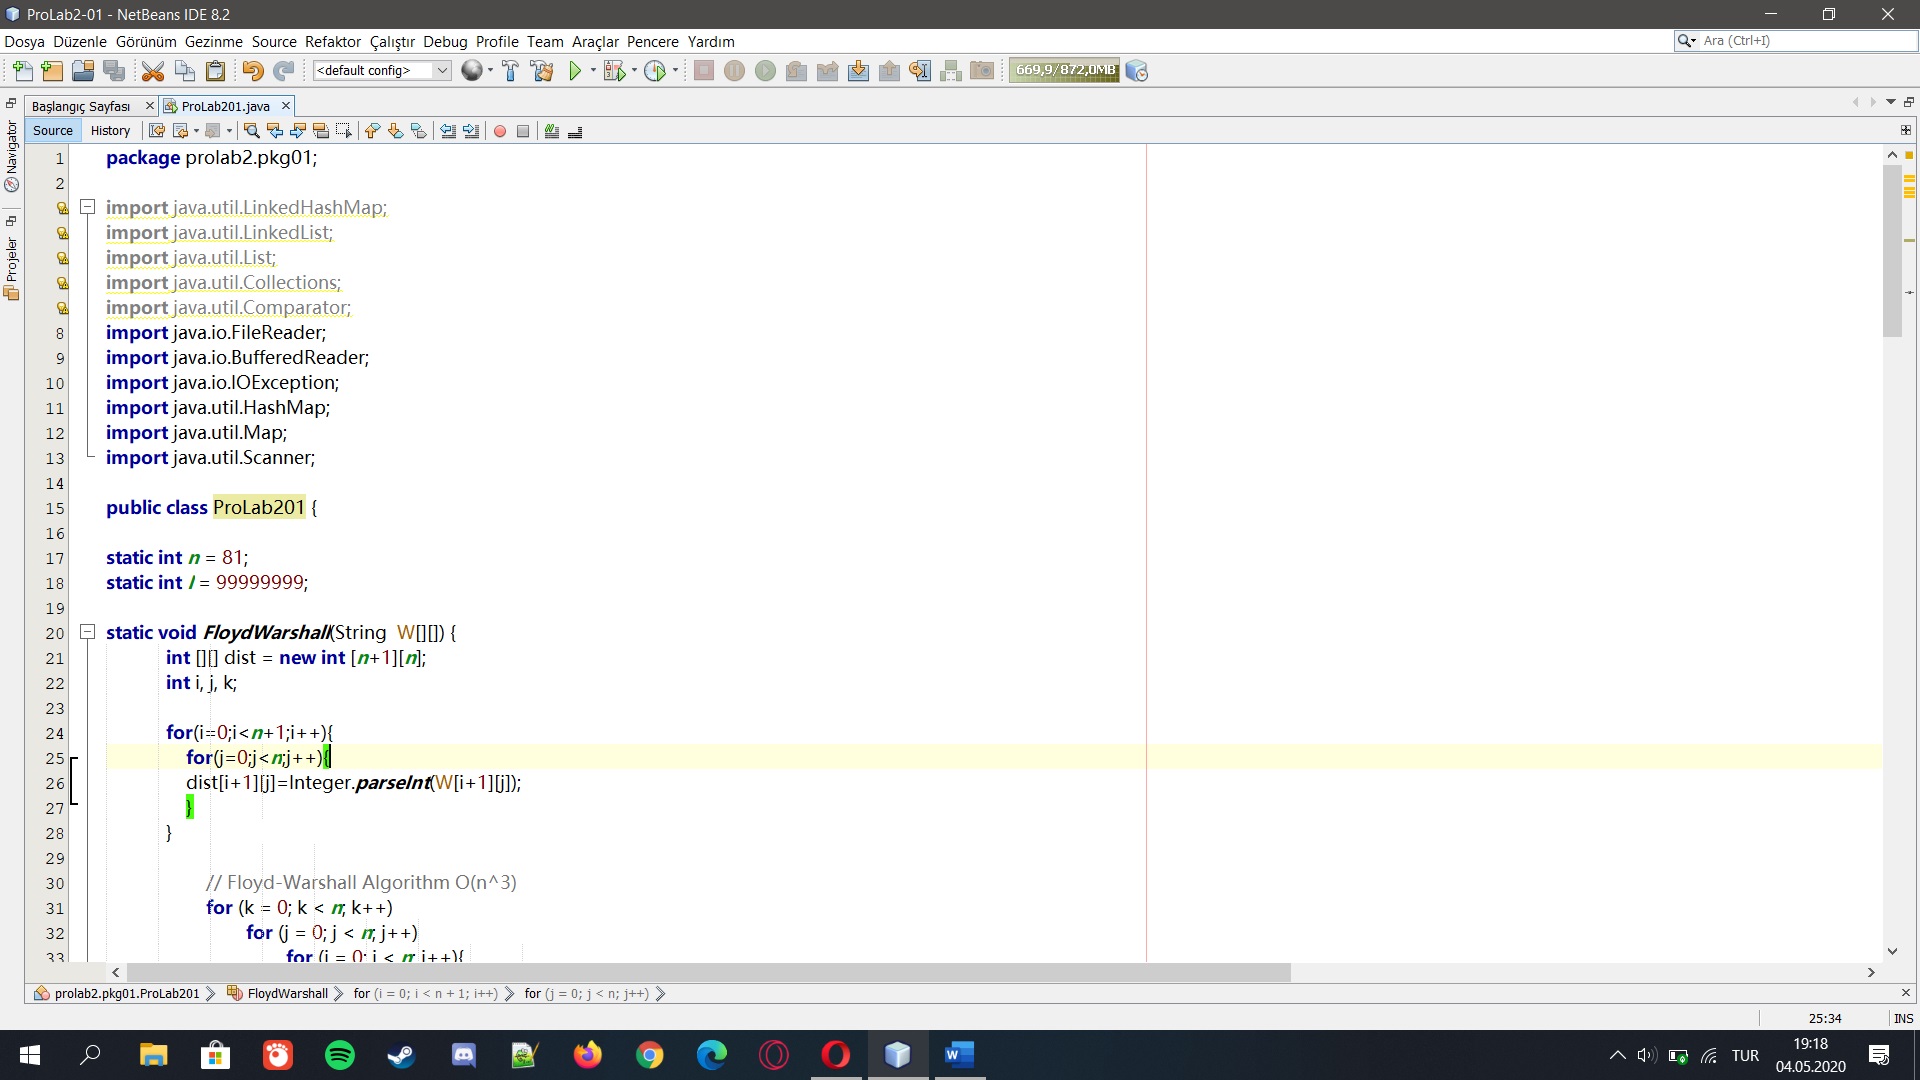 ProLab2-01 - NetBeans IDE 8.2
Dosya Düzenle Görünüm Gezinme Source Refaktor Çalıştır Debug Profile Team Araçlar Pencere Yardım
Ara (Ctrl+I)
<default config>
669,9/872,0MB
Başlangıç Sayfası
ProLab201.java
Source History
Navigator
Projeler
1 package prolab2.pkg01;
2
import java.util.LinkedHashMap;
import java.util.LinkedList;
import java.util.List;
import java.util.Collections;
import java.util.Comparator;
8 import java.io.FileReader;
9 import java.io.BufferedReader;
10 import java.io.IOException;
11 import java.util.HashMap;
12 import java.util.Map;
13 import java.util.Scanner;
14
15 public class ProLab201 {
16
17 static int n = 81;
18 static int I = 99999999;
19
20 static void FloydWarshall(String W[][]) {
21 int [][] dist = new int [n+1][n];
22 int i, j, k;
23
24 for(i=0;i<n+1;i++){
25 for(j=0;j<n;j++){
26 dist[i+1][j]=Integer.parseInt(W[i+1][j]);
27 }
28 }
29
30 // Floyd-Warshall Algorithm O(n^3)
31 for (k = 0; k < n; k++)
32 for (j = 0; j < n; j++)
33 for (i = 0; i < n; i++){
prolab2.pkg01.ProLab201 FloydWarshall for (i = 0; i < n + 1; i++) for (j = 0; j < n; j++)
25:34 INS
TUR
19:18
04.05.2020